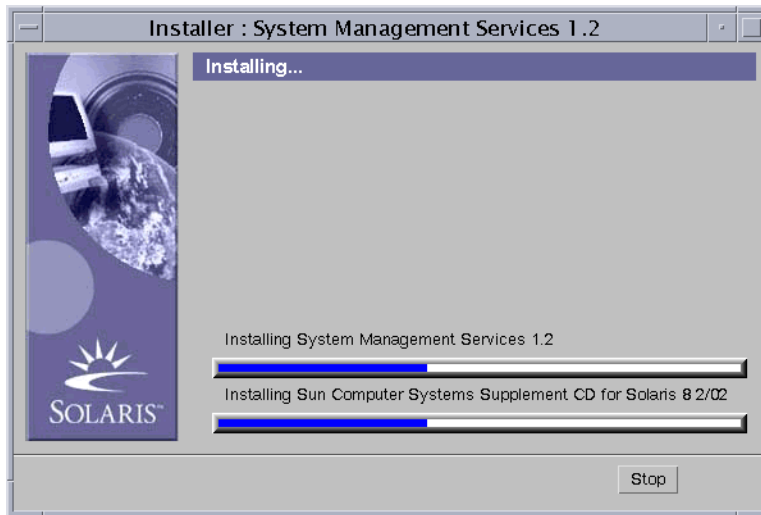 Installer : System Management Services 1.2
Installing...
Installing System Management Services 1.2
Installing Sun Computer Systems Supplement CD for Solaris 8 2/02
SOLARIS™
Stop